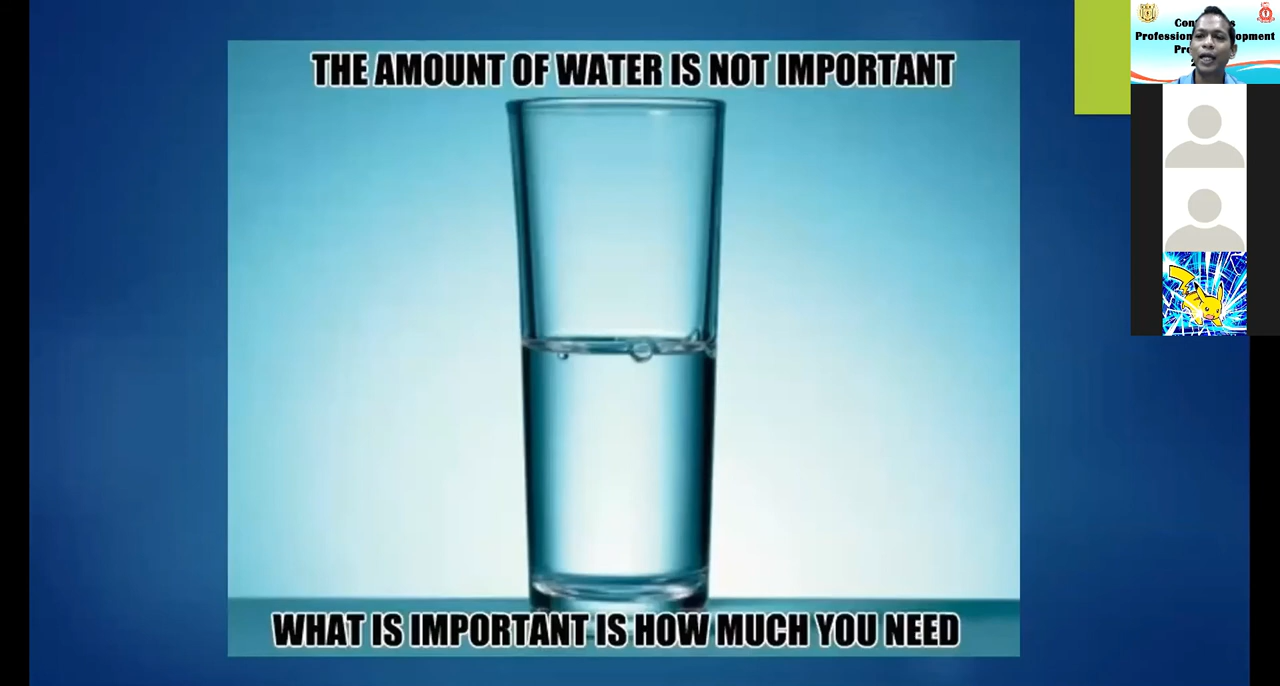 THE AMOUNT OF WATER IS NOT IMPORTANT
WHAT IS IMPORTANT IS HOW MUCH YOU NEED